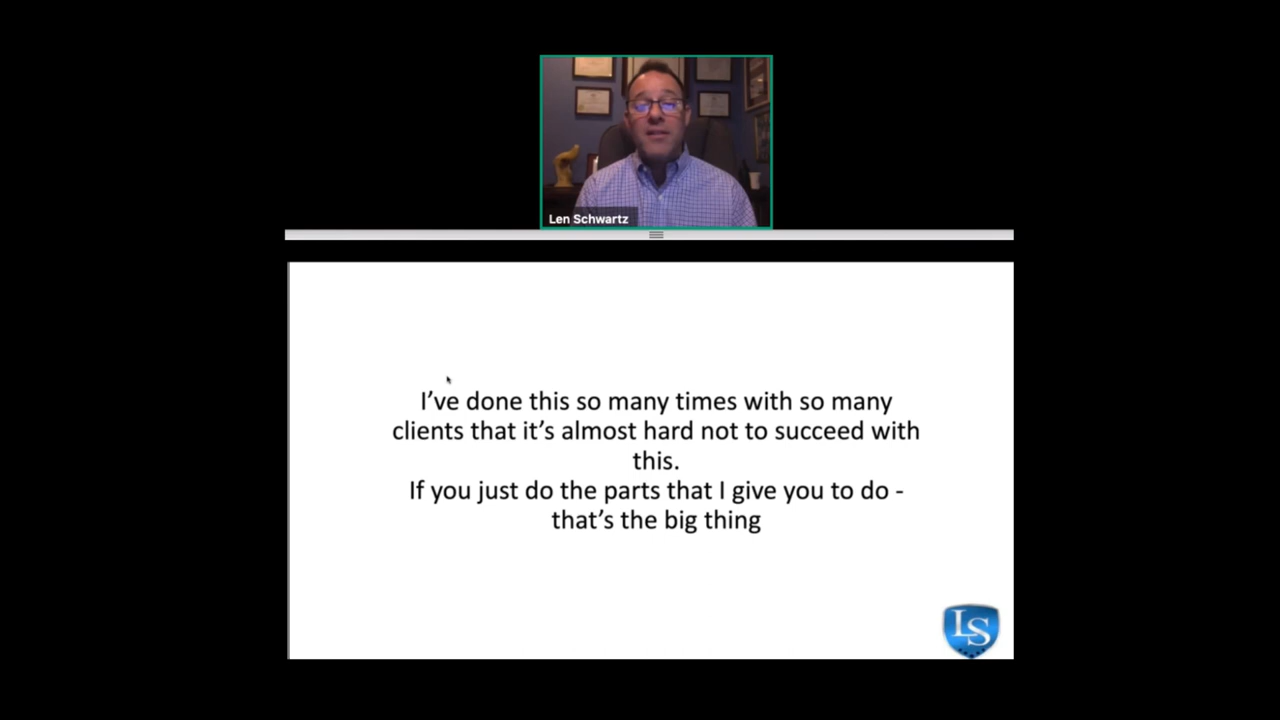 Len Schwartz
I’ve done this so many times with so many
clients that it’s almost hard not to succeed with
this.
If you just do the parts that I give you to do -
that’s the big thing
LS